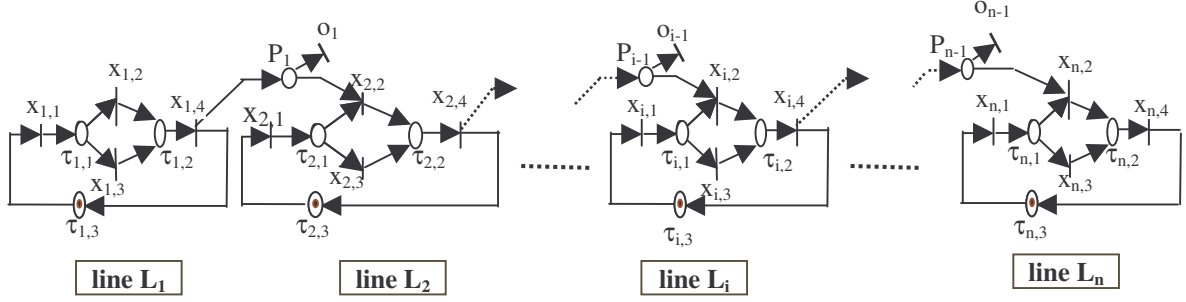 o₁
P₁
x₁,₂
x₁,₁
x₁,₄
τ₁,₁
τ₁,₂
x₁,₃
τ₁,₃
line L₁
x₂,₂
x₂,₁
x₂,₄
τ₂,₁
τ₂,₂
x₂,₃
τ₂,₃
line L₂
oᵢ₋₁
Pᵢ₋₁
xᵢ,₂
xᵢ,₁
xᵢ,₄
τᵢ,₁
τᵢ,₂
xᵢ,₃
τᵢ,₃
line Lᵢ
oₙ₋₁
Pₙ₋₁
xₙ,₂
xₙ,₁
xₙ,₄
τₙ,₁
τₙ,₂
xₙ,₃
τₙ,₃
line Lₙ